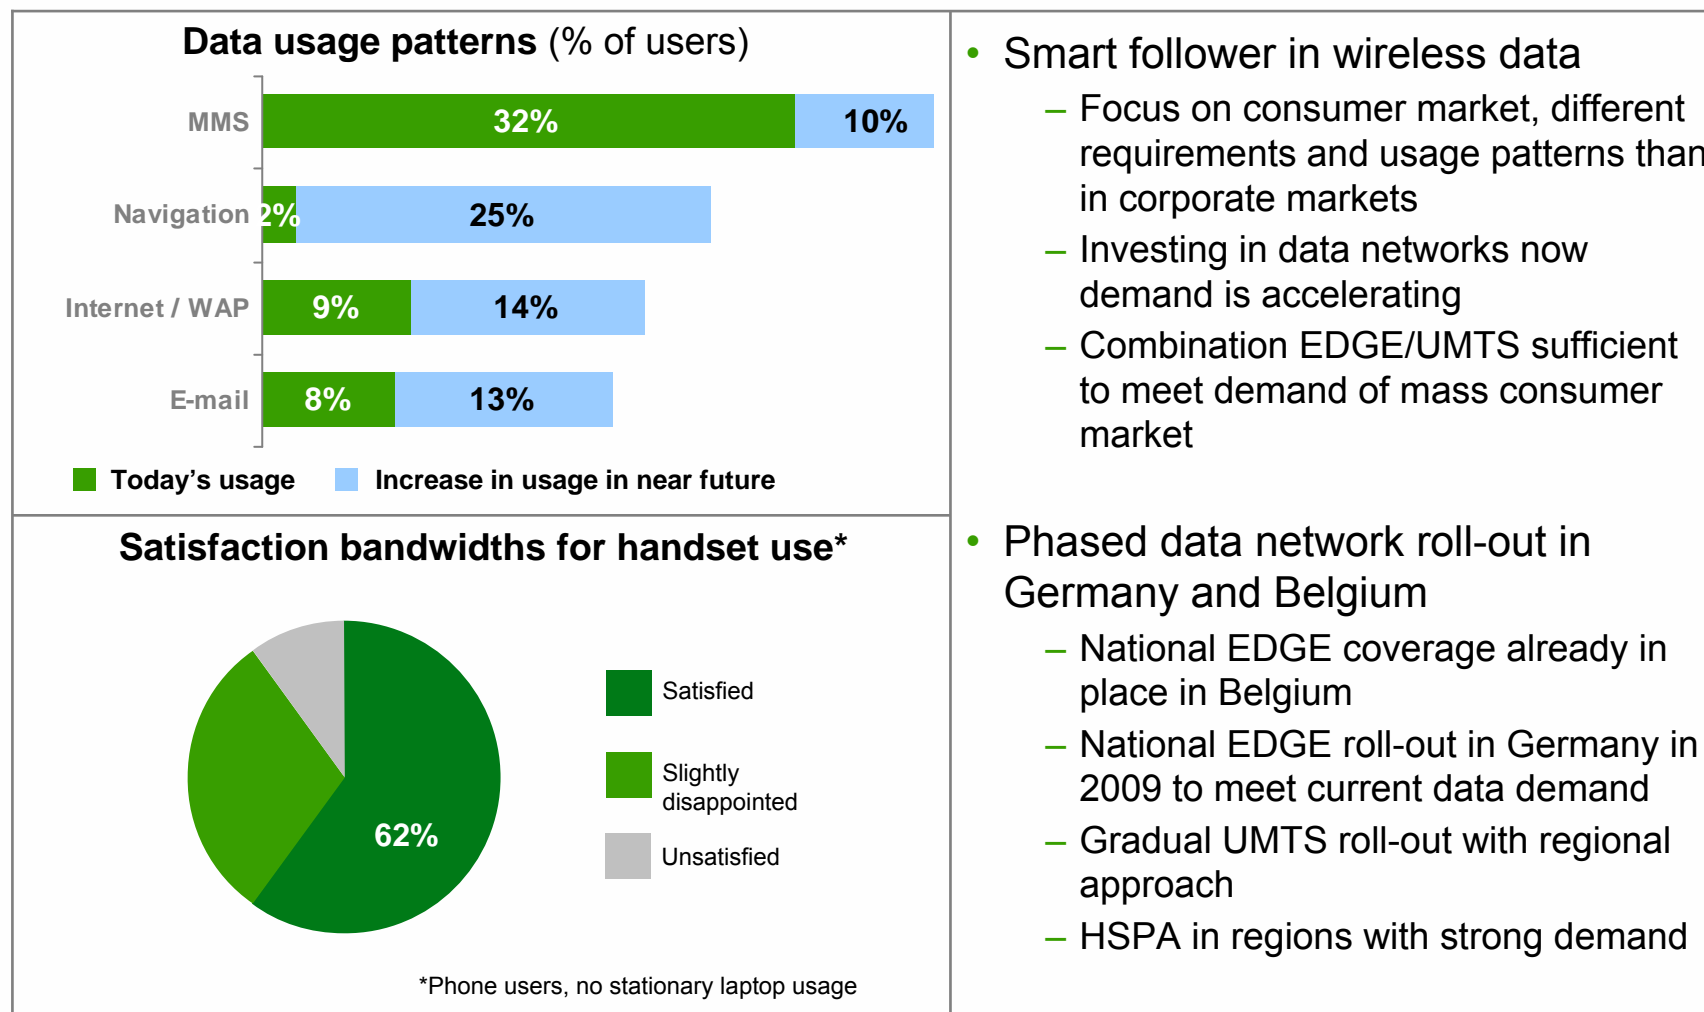 Data usage patterns (% of users)
MMS
32%
10%
Navigation
2%
25%
Internet / WAP
9%
14%
E-mail
8%
13%
Today's usage
Increase in usage in near future
Satisfaction bandwidths for handset use*
62%
Satisfied
Slightly
disappointed
Unsatisfied
*Phone users, no stationary laptop usage
• Smart follower in wireless data
– Focus on consumer market, different
requirements and usage patterns than
in corporate markets
– Investing in data networks now
demand is accelerating
– Combination EDGE/UMTS sufficient
to meet demand of mass consumer
market
• Phased data network roll-out in
Germany and Belgium
– National EDGE coverage already in
place in Belgium
– National EDGE roll-out in Germany in
2009 to meet current data demand
– Gradual UMTS roll-out with regional
approach
– HSPA in regions with strong demand